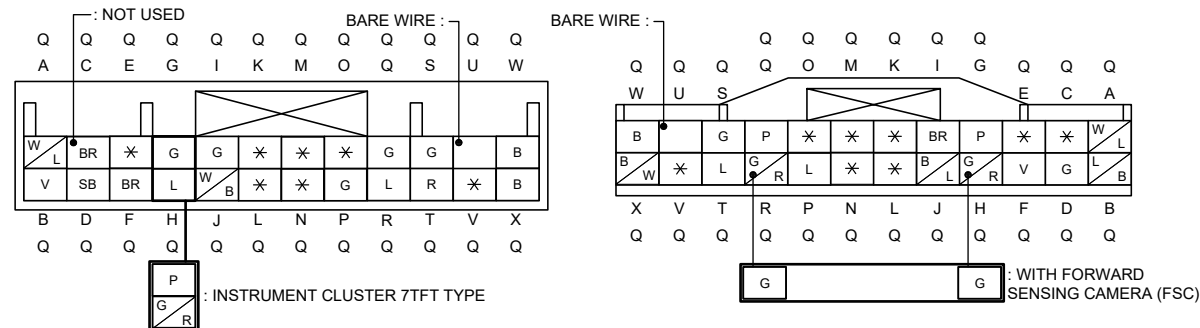 : NOT USED
BARE WIRE :
Q Q Q Q Q Q Q Q Q Q Q Q
A C E G I K M O Q S U W
W L BR * G G * * * G G B
V SB BR L W B * * G L R * B
B D F H J L N P R T V X
Q Q Q Q Q Q Q Q Q Q Q Q
P
G R
: INSTRUMENT CLUSTER 7TFT TYPE
BARE WIRE :
Q Q Q Q Q Q
Q O M K I G
Q Q Q Q Q Q
W U S E C A
B G P * * * BR P * * W L
B W * L G R L * * B L G R V G L B
X V T R P N L J H F D B
Q Q Q Q Q Q Q Q Q Q Q Q
G G
: WITH FORWARD
SENSING CAMERA (FSC)